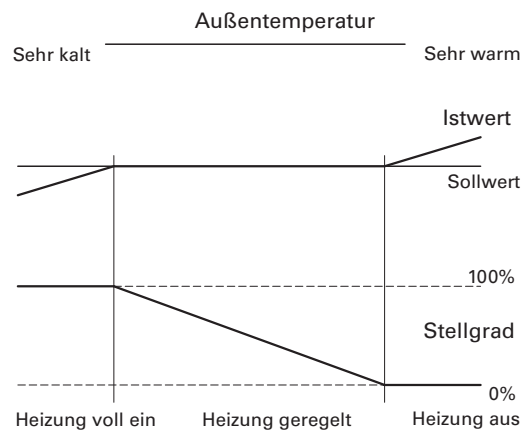 Außentemperatur
Sehr kalt
Sehr warm
Istwert
Sollwert
100%
Stellgrad
0%
Heizung voll ein
Heizung geregelt
Heizung aus